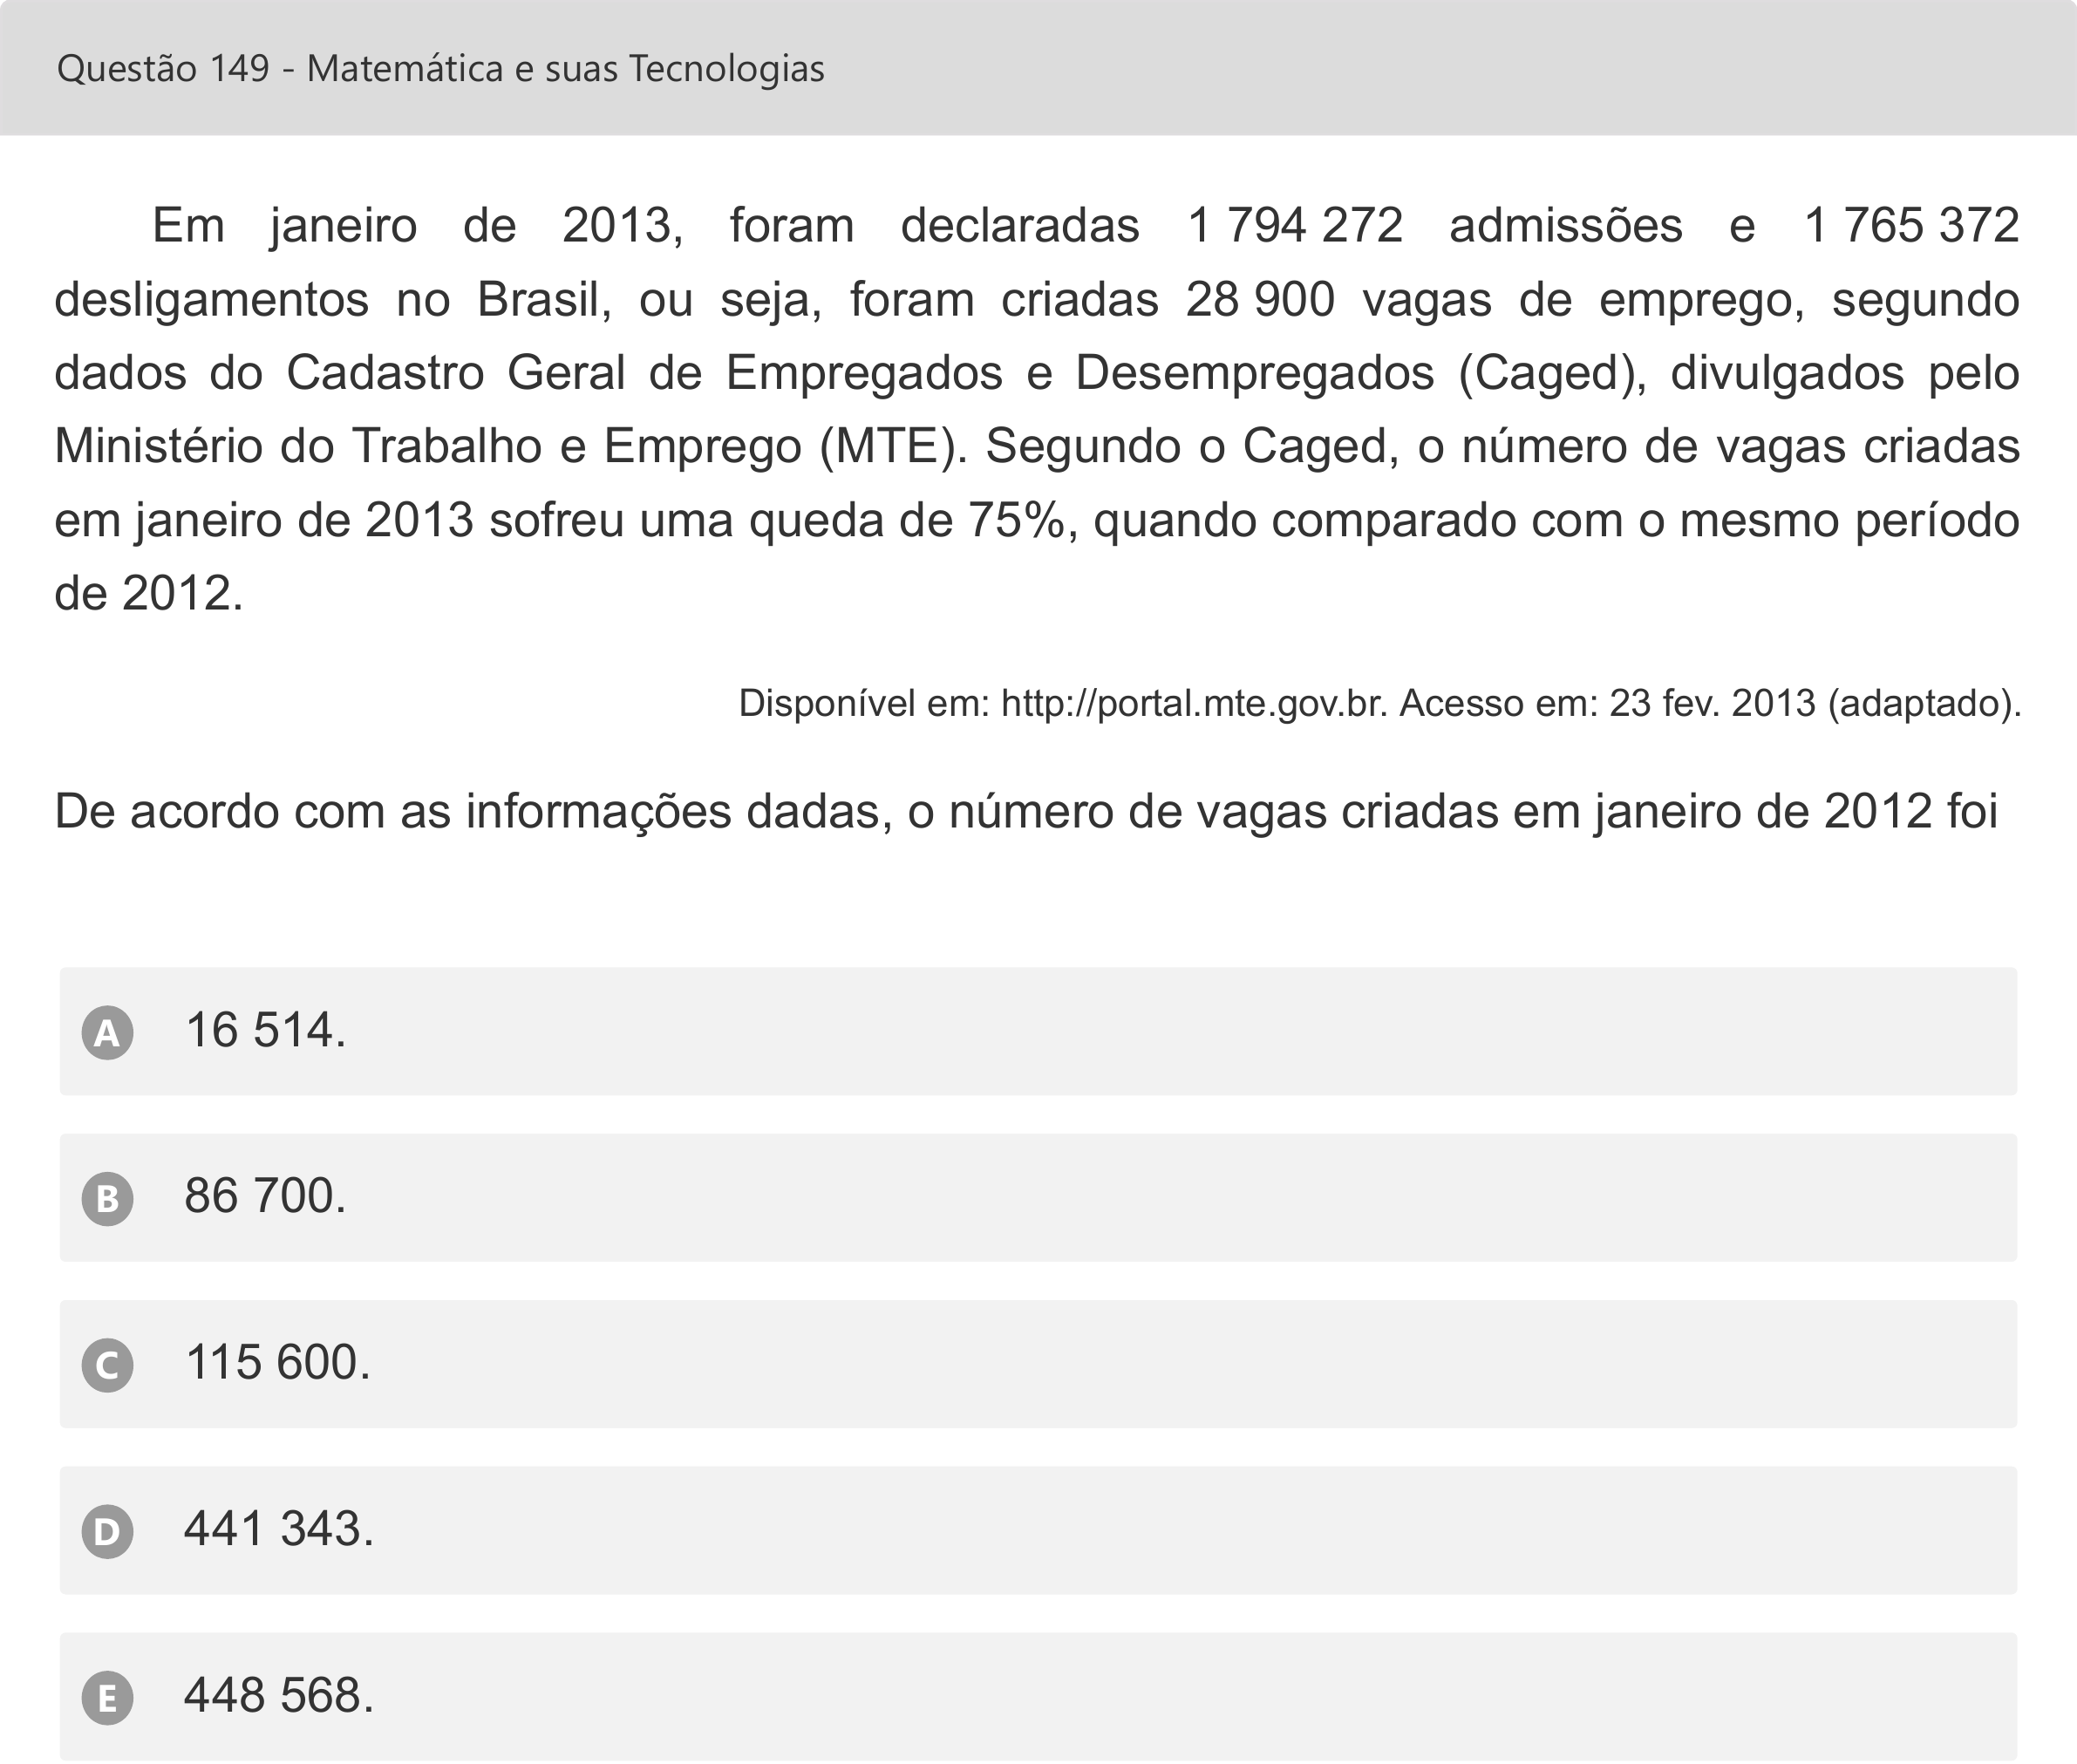 Questão 149 - Matemática e suas Tecnologias
Em janeiro de 2013, foram declaradas 1 794 272 admissões e 1 765 372
desligamentos no Brasil, ou seja, foram criadas 28 900 vagas de emprego, segundo
dados do Cadastro Geral de Empregados e Desempregados (Caged), divulgados pelo
Ministério do Trabalho e Emprego (MTE). Segundo o Caged, o número de vagas criadas
em janeiro de 2013 sofreu uma queda de 75%, quando comparado com o mesmo período
de 2012.
Disponível em: http://portal.mte.gov.br. Acesso em: 23 fev. 2013 (adaptado).
De acordo com as informações dadas, o número de vagas criadas em janeiro de 2012 foi
A 16 514.
B 86 700.
C 115 600.
D 441 343.
E 448 568.